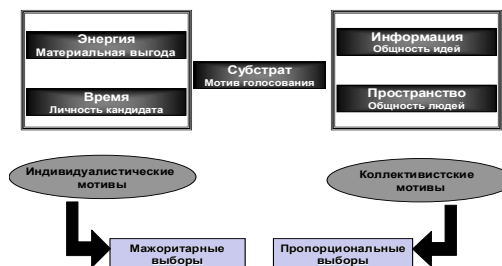 Энергия
Материальная выгода
Время
Личность кандидата
Субстрат
Мотив голосования
Информация
Общность идей
Пространство
Общность людей
Индивидуалистические
мотивы
Коллективистские
мотивы
Мажоритарные
выборы
Пропорциональные
выборы